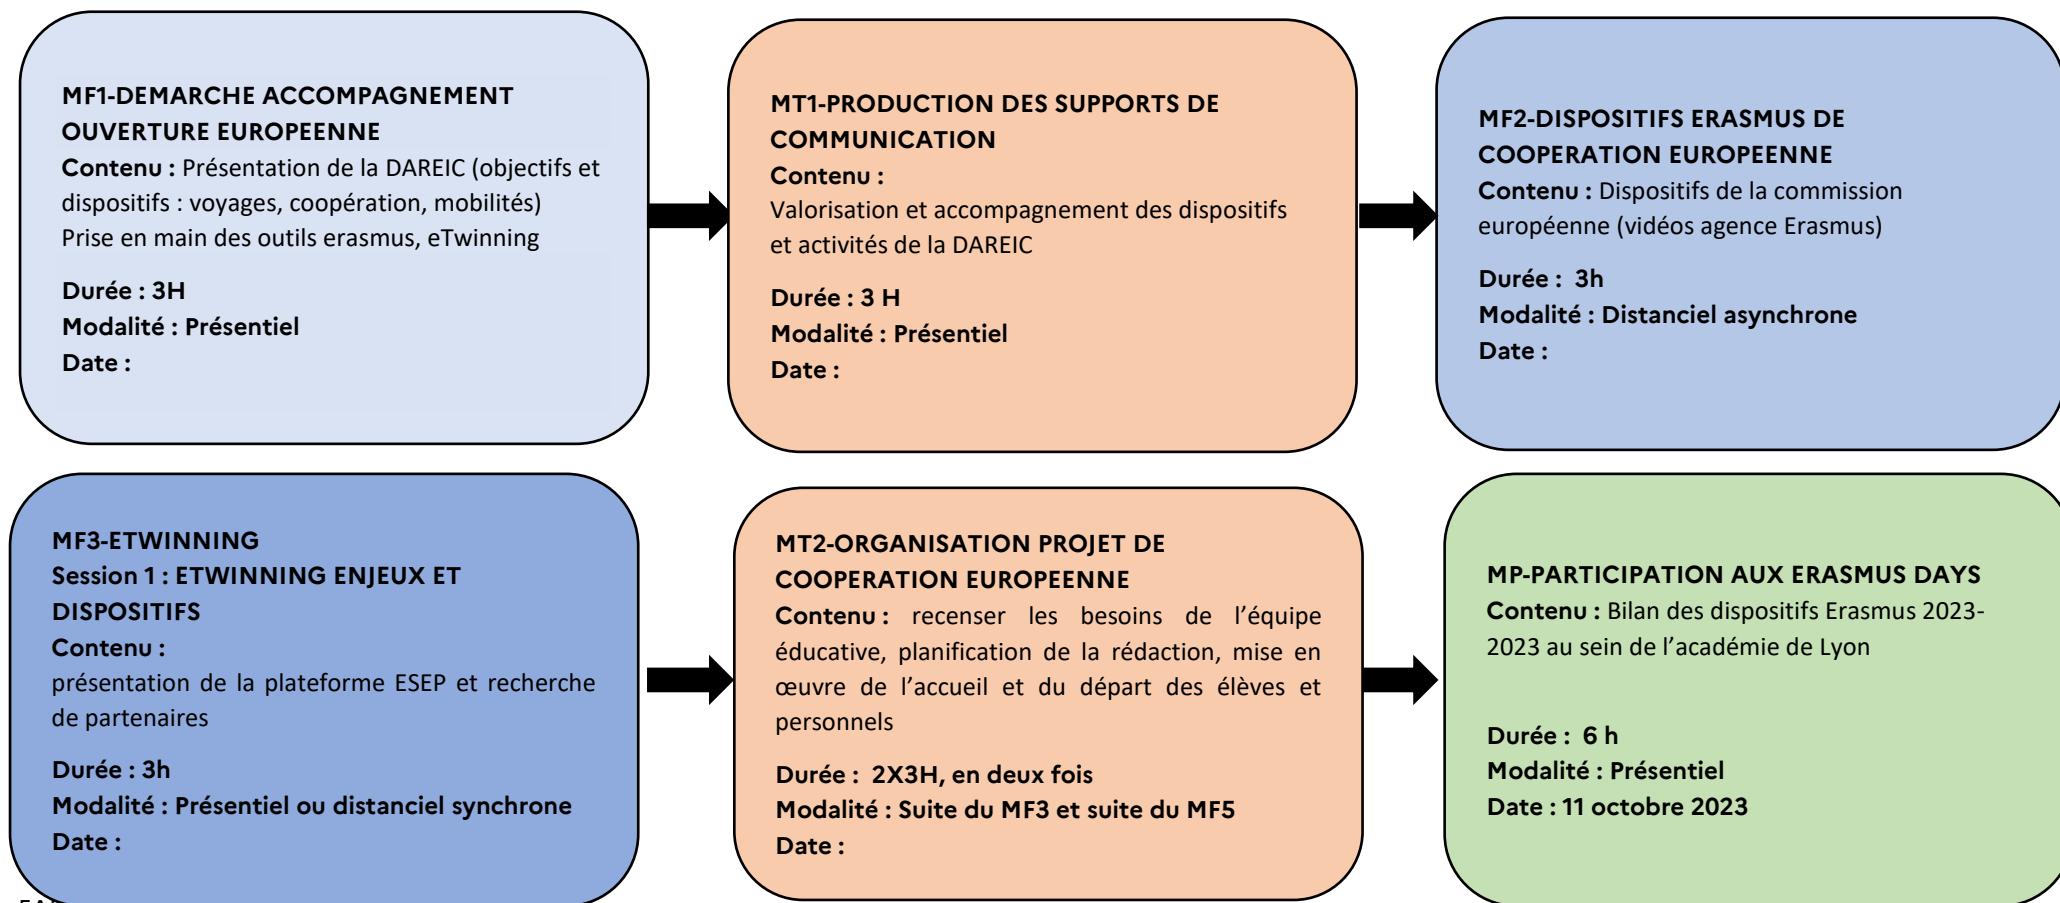 MF1-DEMARCHE ACCOMPAGNEMENT
OUVERTURE EUROPEENNE
Contenu : Présentation de la DAREIC (objectifs et
dispositifs : voyages, coopération, mobilités)
Prise en main des outils erasmus, eTwinning
Durée : 3H
Modalité : Présentiel
Date :
MT1-PRODUCTION DES SUPPORTS DE
COMMUNICATION
Contenu :
Valorisation et accompagnement des dispositifs
et activités de la DAREIC
Durée : 3 H
Modalité : Présentiel
Date :
MF2-DISPOSITIFS ERASMUS DE
COOPERATION EUROPEENNE
Contenu : Dispositifs de la commission
européenne (vidéos agence Erasmus)
Durée : 3h
Modalité : Distanciel asynchrone
Date :
MF3-ETWINNING
Session 1 : ETWINNING ENJEUX ET
DISPOSITIFS
Contenu :
présentation de la plateforme ESEP et recherche
de partenaires
Durée : 3h
Modalité : Présentiel ou distanciel synchrone
Date :
MT2-ORGANISATION PROJET DE
COOPERATION EUROPEENNE
Contenu : recenser les besoins de l’équipe
éducative, planification de la rédaction, mise en
œuvre de l’accueil et du départ des élèves et
personnels
Durée : 2X3H, en deux fois
Modalité : Suite du MF3 et suite du MF5
Date :
MP-PARTICIPATION AUX ERASMUS DAYS
Contenu : Bilan des dispositifs Erasmus 2023-
2023 au sein de l’académie de Lyon
Durée : 6 h
Modalité : Présentiel
Date : 11 octobre 2023